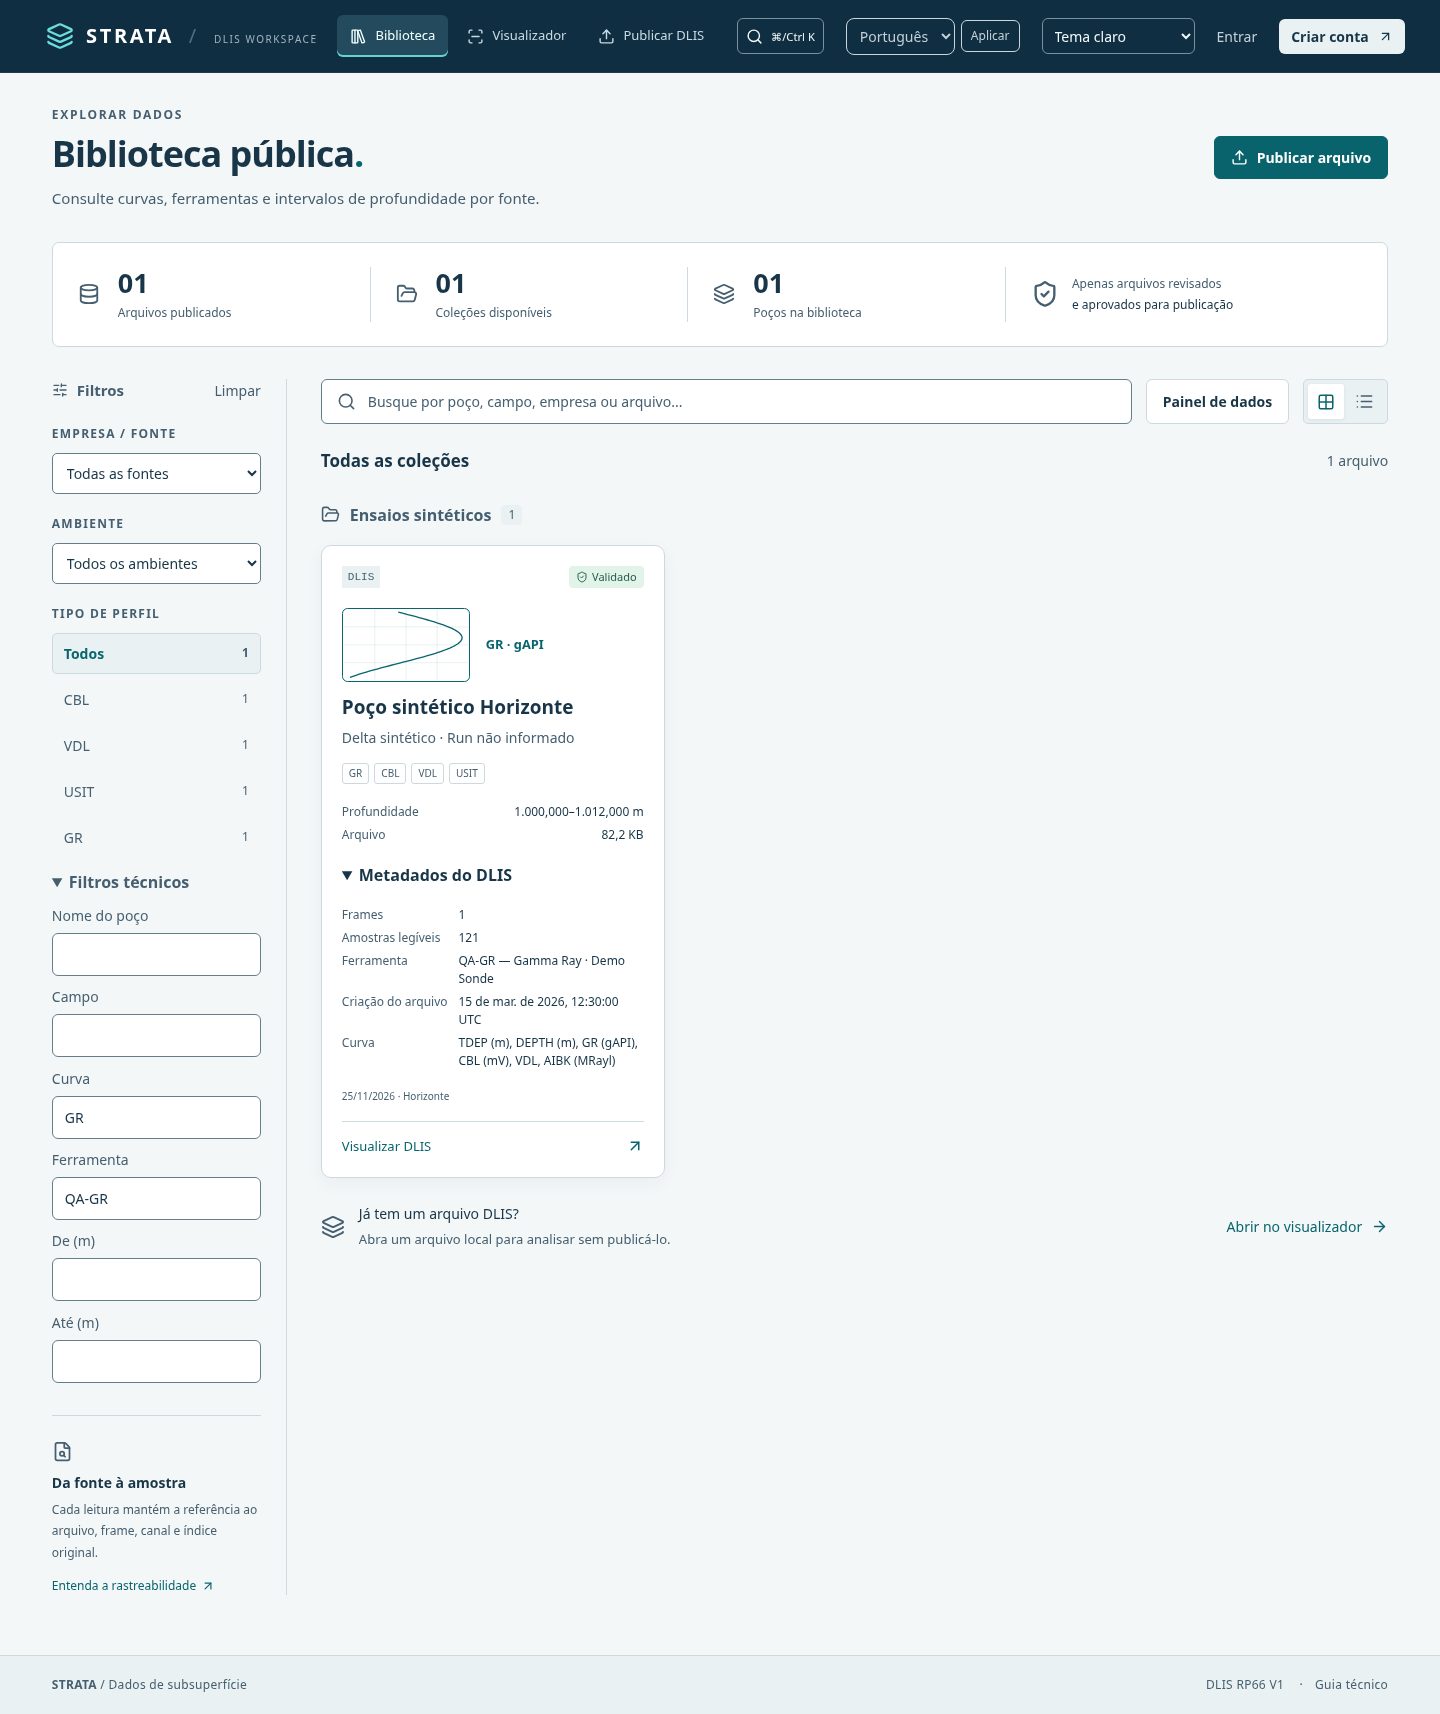 STRATA / DLIS WORKSPACE
Biblioteca
Visualizador
Publicar DLIS
⌘/Ctrl K
Português
Aplicar
Tema claro
Entrar
Criar conta
EXPLORAR DADOS
Biblioteca pública.
Consulte curvas, ferramentas e intervalos de profundidade por fonte.
Publicar arquivo
01
Arquivos publicados
01
Coleções disponíveis
01
Poços na biblioteca
Apenas arquivos revisados
e aprovados para publicação
Filtros
Limpar
EMPRESA / FONTE
Todas as fontes
AMBIENTE
Todos os ambientes
TIPO DE PERFIL
Todos 1
CBL 1
VDL 1
USIT 1
GR 1
Filtros técnicos
Nome do poço
Campo
Curva
GR
Ferramenta
QA-GR
De (m)
Até (m)
Da fonte à amostra
Cada leitura mantém a referência ao
arquivo, frame, canal e índice
original.
Entenda a rastreabilidade
Busque por poço, campo, empresa ou arquivo...
Painel de dados
Todas as coleções
1 arquivo
Ensaios sintéticos 1
DLIS
Validado
GR · gAPI
Poço sintético Horizonte
Delta sintético · Run não informado
GR CBL VDL USIT
Profundidade 1.000,000–1.012,000 m
Arquivo 82,2 KB
Metadados do DLIS
Frames 1
Amostras legíveis 121
Ferramenta QA-GR — Gamma Ray · Demo
Sonde
Criação do arquivo 15 de mar. de 2026, 12:30:00
UTC
Curva TDEP (m), DEPTH (m), GR (gAPI),
CBL (mV), VDL, AIBK (MRayl)
25/11/2026 · Horizonte
Visualizar DLIS
Já tem um arquivo DLIS?
Abra um arquivo local para analisar sem publicá-lo.
Abrir no visualizador
STRATA / Dados de subsuperfície
DLIS RP66 V1 · Guia técnico